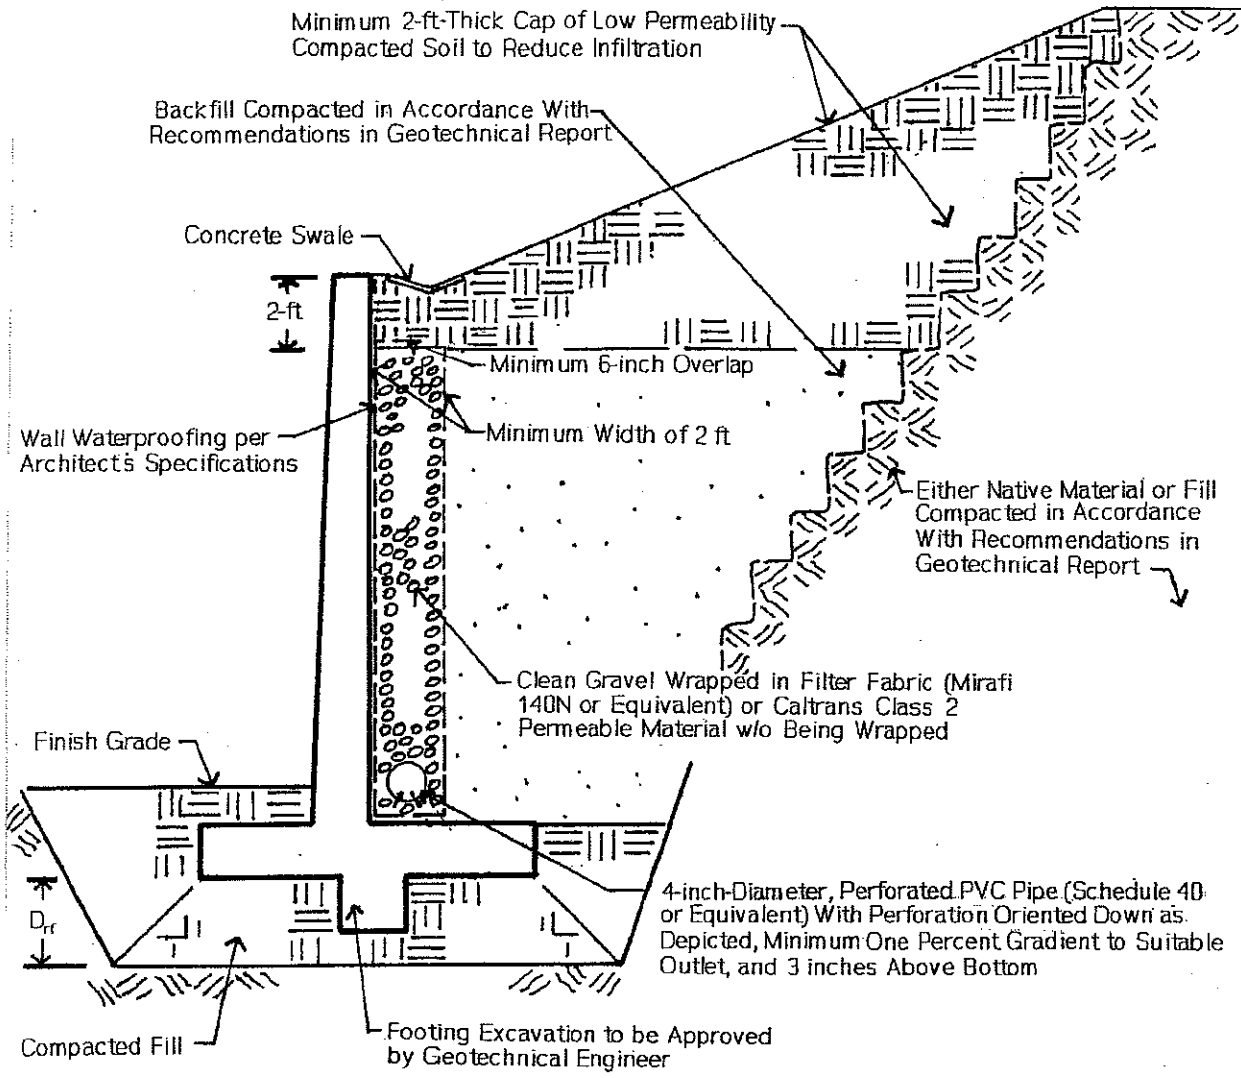 Minimum 2-ft-Thick Cap of Low Permeability
Compacted Soil to Reduce Infiltration
Backfill Compacted in Accordance With
Recommendations in Geotechnical Report
Concrete Swale
2-ft
Minimum 6-inch Overlap
Wall Waterproofing per
Architect's Specifications
Minimum Width of 2 ft
Either Native Material or Fill
Compacted in Accordance
With Recommendations in
Geotechnical Report
Clean Gravel Wrapped in Filter Fabric (Mirafi
140N or Equivalent) or Caltrans Class 2
Permeable Material w/o Being Wrapped
Finish Grade
4-inch-Diameter, Perforated PVC Pipe (Schedule 40
or Equivalent) With Perforation Oriented Down as
Depicted, Minimum One Percent Gradient to Suitable
Outlet, and 3 inches Above Bottom
Drr
Compacted Fill
Footing Excavation to be Approved
by Geotechnical Engineer